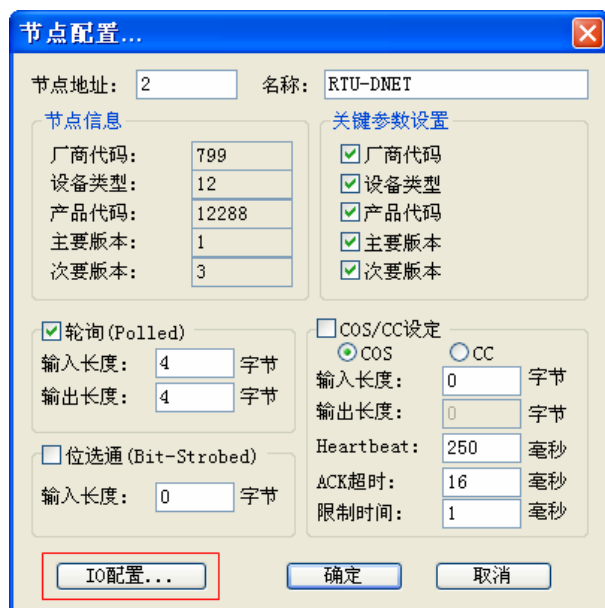 节点配置...
节点地址： 2 名称： RTU-DNET
节点信息
厂商代码： 799
设备类型： 12
产品代码： 12288
主要版本： 1
次要版本： 3
关键参数设置
厂商代码
设备类型
产品代码
主要版本
次要版本
轮询(Polled)
输入长度： 4 字节
输出长度： 4 字节
位选通(Bit-Strobed)
输入长度： 0 字节
COS/CC设定
COS CC
输入长度： 0 字节
输出长度： 0 字节
Heartbeat: 250 毫秒
ACK超时： 16 毫秒
限制时间： 1 毫秒
IO配置... 确定 取消